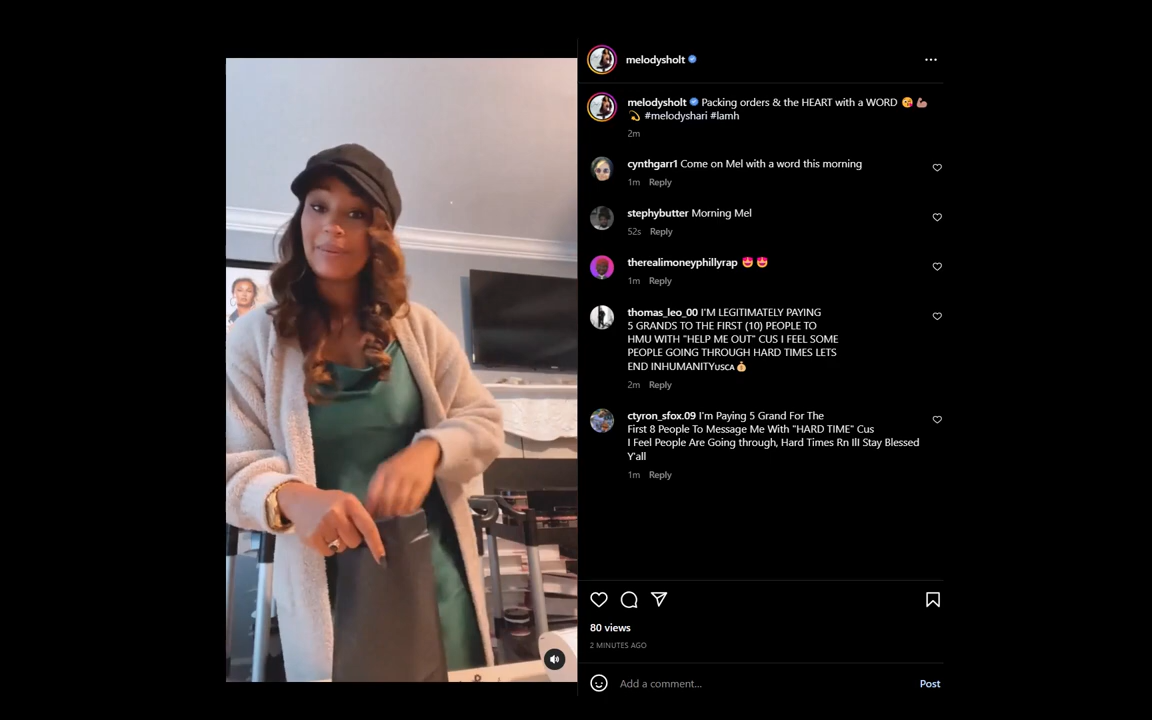 melodysholt
melodysholt Packing orders & the HEART with a WORD 😘 💪🏽
💫 #melodyshari #lamh
2m
cynthgarr1 Come on Mel with a word this morning
1m Reply
stephybutter Morning Mel
52s Reply
therealimoneyphillyrap 😍 😍
1m Reply
thomas_leo_00 I'M LEGITIMATELY PAYING
5 GRANDS TO THE FIRST (10) PEOPLE TO
HMU WITH "HELP ME OUT" CUS I FEEL SOME
PEOPLE GOING THROUGH HARD TIMES LETS
END INHUMANITYᴜsᴄᴀ💰
2m Reply
ctyron_sfox.09 I'm Paying 5 Grand For The
First 8 People To Message Me With "HARD TIME" Cus
I Feel People Are Going through, Hard Times Rn Ill Stay Blessed
Y'all
1m Reply
80 views
2 MINUTES AGO
Add a comment...
Post